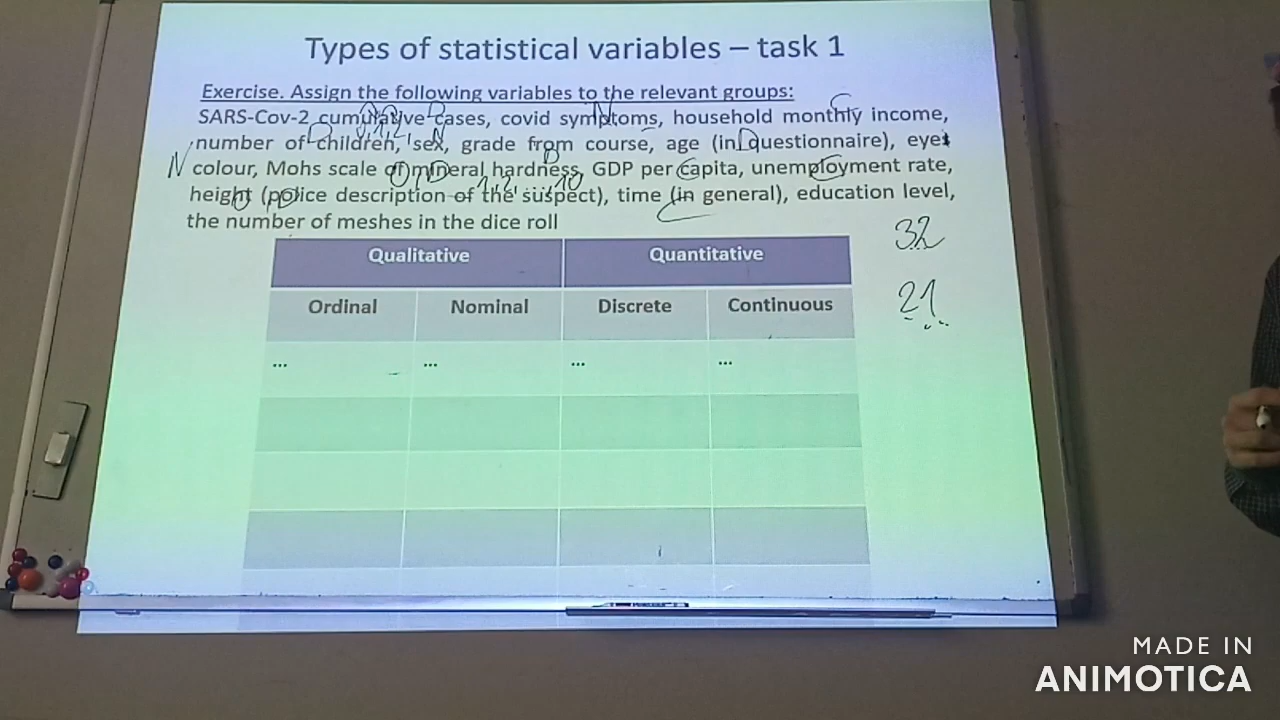 Types of statistical variables – task 1
Exercise. Assign the following variables to the relevant groups:
SARS-Cov-2 cumulative cases, covid symptoms, household monthly income,
number of children, sex, grade from course, age (in questionnaire), eye
colour, Mohs scale of mineral hardness, GDP per capita, unemployment rate,
height (police description of the suspect), time (in general), education level,
the number of meshes in the dice roll
32
21
Qualitative Quantitative
Ordinal Nominal Discrete Continuous
... ... ... ...
MADE IN
ANIMOTICA